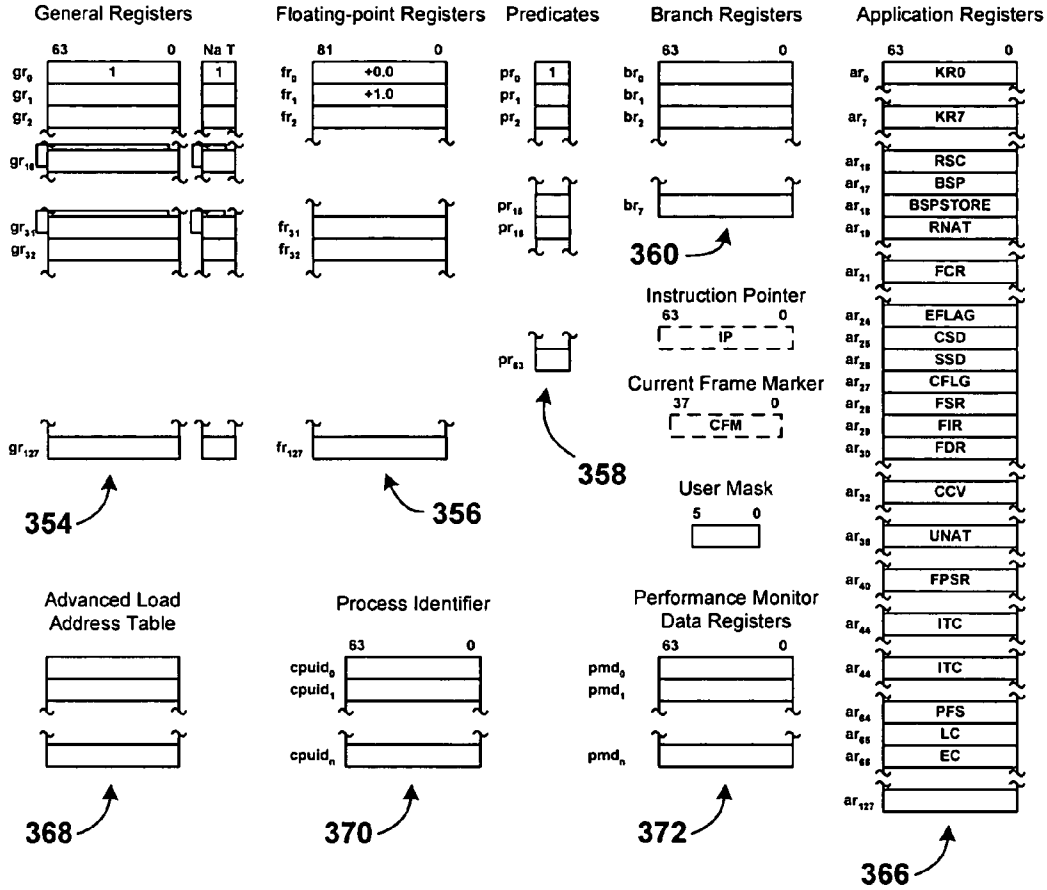 General Registers
63 0 Na T
gr0 1 1
gr1
gr2
gr16
gr31
gr32
gr127
354
Floating-point Registers
81 0
fr0 +0.0
fr1 +1.0
fr2
fr31
fr32
fr127
356
Predicates
pr0 1
pr1
pr2
pr15
pr16
pr63
358
Branch Registers
63 0
br0
br1
br2
br7
360
Instruction Pointer
63 0
IP
Current Frame Marker
37 0
CFM
User Mask
5 0
Application Registers
63 0
ar0 KR0
ar7 KR7
ar16 RSC
ar17 BSP
ar18 BSPSTORE
ar19 RNAT
ar21 FCR
ar24 EFLAG
ar25 CSD
ar26 SSD
ar27 CFLG
ar28 FSR
ar29 FIR
ar30 FDR
ar32 CCV
ar36 UNAT
ar40 FPSR
ar44 ITC
ar44 ITC
ar64 PFS
ar65 LC
ar66 EC
ar127
366
Advanced Load
Address Table
368
Process Identifier
63 0
cpuid0
cpuid1
cpuidn
370
Performance Monitor
Data Registers
63 0
pmd0
pmd1
pmdn
372